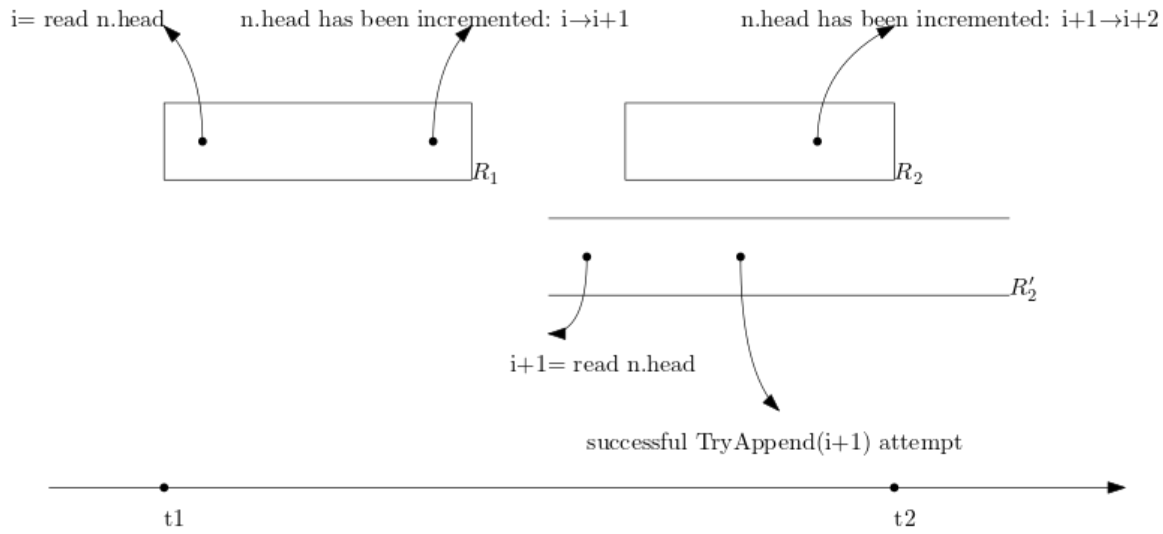 i= read n.head
n.head has been incremented: i→i+1
n.head has been incremented: i+1→i+2
R₁
R₂
R′₂
i+1= read n.head
successful TryAppend(i+1) attempt
t1
t2